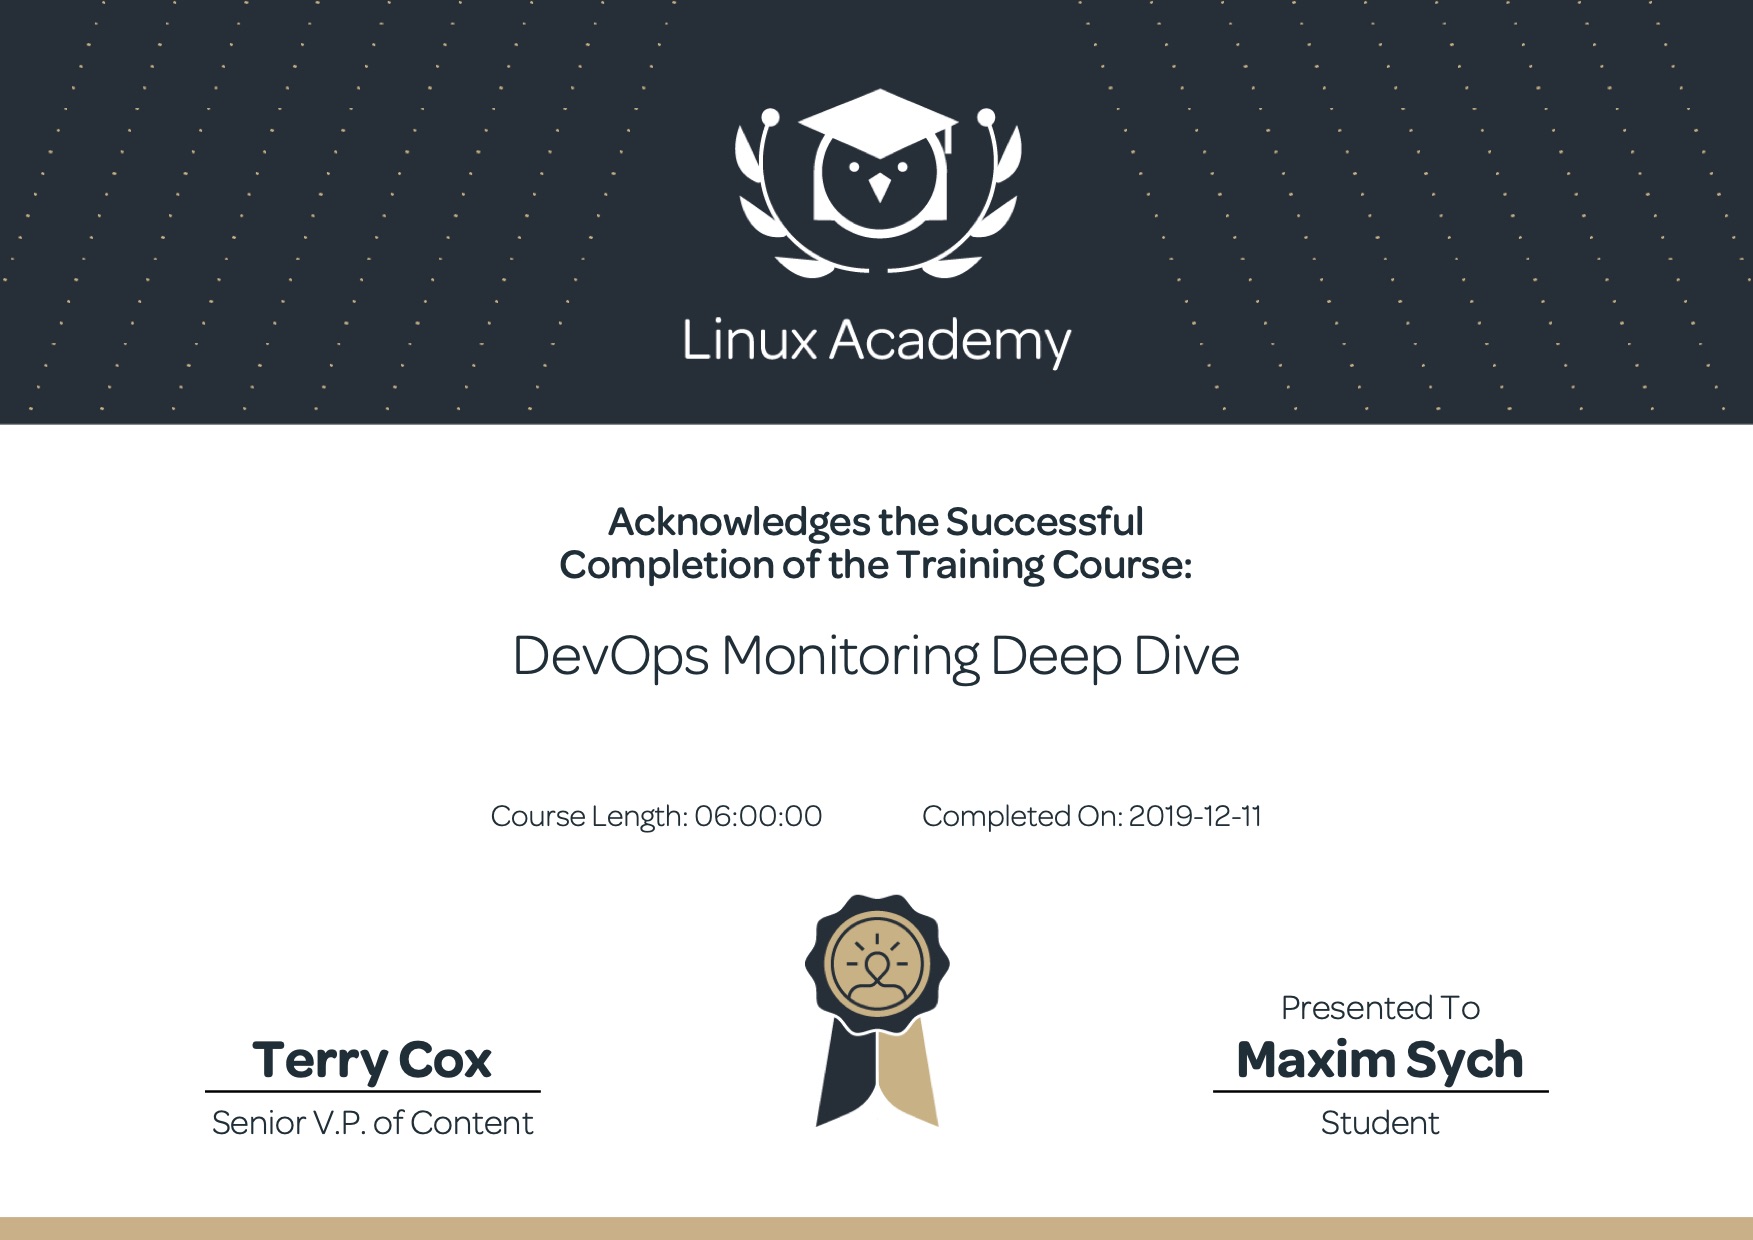 Linux Academy
Acknowledges the Successful
Completion of the Training Course:
DevOps Monitoring Deep Dive
Course Length: 06:00:00
Completed On: 2019-12-11
Terry Cox
Senior V.P. of Content
Presented To
Maxim Sych
Student